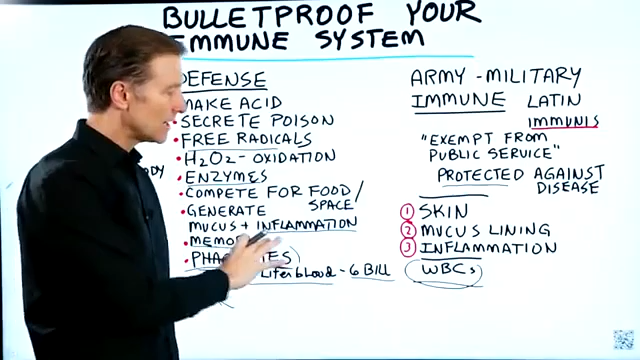 BULLETPROOF YOUR
IMMUNE SYSTEM
DEFENSE
MAKE ACID
• SECRETE POISON
• FREE RADICALS
• H2O2 - OXIDATION
• ENZYMES
• COMPETE FOR FOOD/
SPACE
• GENERATE
MUCUS + INFLAMMATION
•
•
liter blood - 6 BILL
ARMY - MILITARY
IMMUNE LATIN
IMMUNIS
"EXEMPT FROM
PUBLIC SERVICE"
PROTECTED AGAINST
DISEASE
1 SKIN
2 MUCUS LINING
3 INFLAMMATION
WBCs